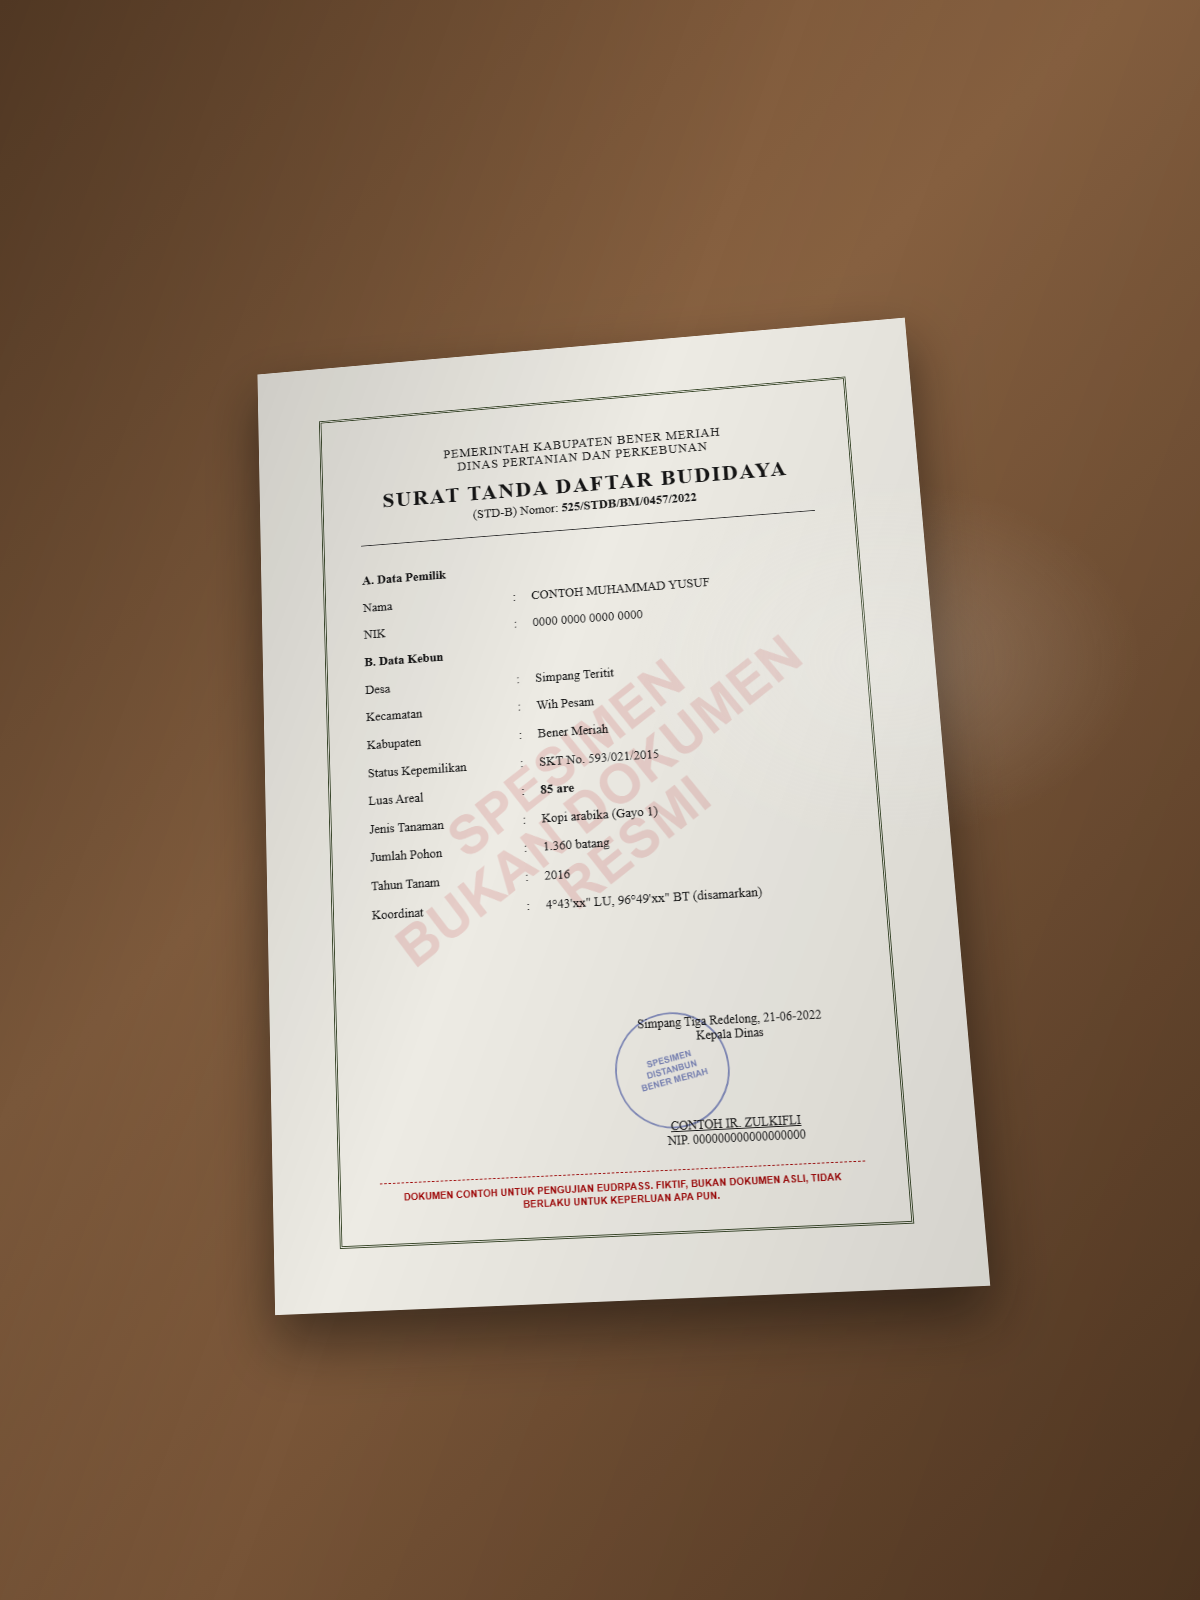 PEMERINTAH KABUPATEN BENER MERIAH
DINAS PERTANIAN DAN PERKEBUNAN
SURAT TANDA DAFTAR BUDIDAYA
(STD-B) Nomor: 525/STDB/BM/0457/2022
A. Data Pemilik
Nama : CONTOH MUHAMMAD YUSUF
NIK : 0000 0000 0000 0000
B. Data Kebun
Desa : Simpang Teritit
Kecamatan : Wih Pesam
Kabupaten : Bener Meriah
Status Kepemilikan : SKT No. 593/021/2015
Luas Areal : 85 are
Jenis Tanaman : Kopi arabika (Gayo 1)
Jumlah Pohon : 1.360 batang
Tahun Tanam : 2016
Koordinat : 4°43'xx" LU, 96°49'xx" BT (disamarkan)
SPESIMEN
BUKAN DOKUMEN
RESMI
Simpang Tiga Redelong, 21-06-2022
Kepala Dinas
SPESIMEN
DISTANBUN
BENER MERIAH
CONTOH IR. ZULKIFLI
NIP. 000000000000000000
DOKUMEN CONTOH UNTUK PENGUJIAN EUDRPASS. FIKTIF, BUKAN DOKUMEN ASLI, TIDAK
BERLAKU UNTUK KEPERLUAN APA PUN.